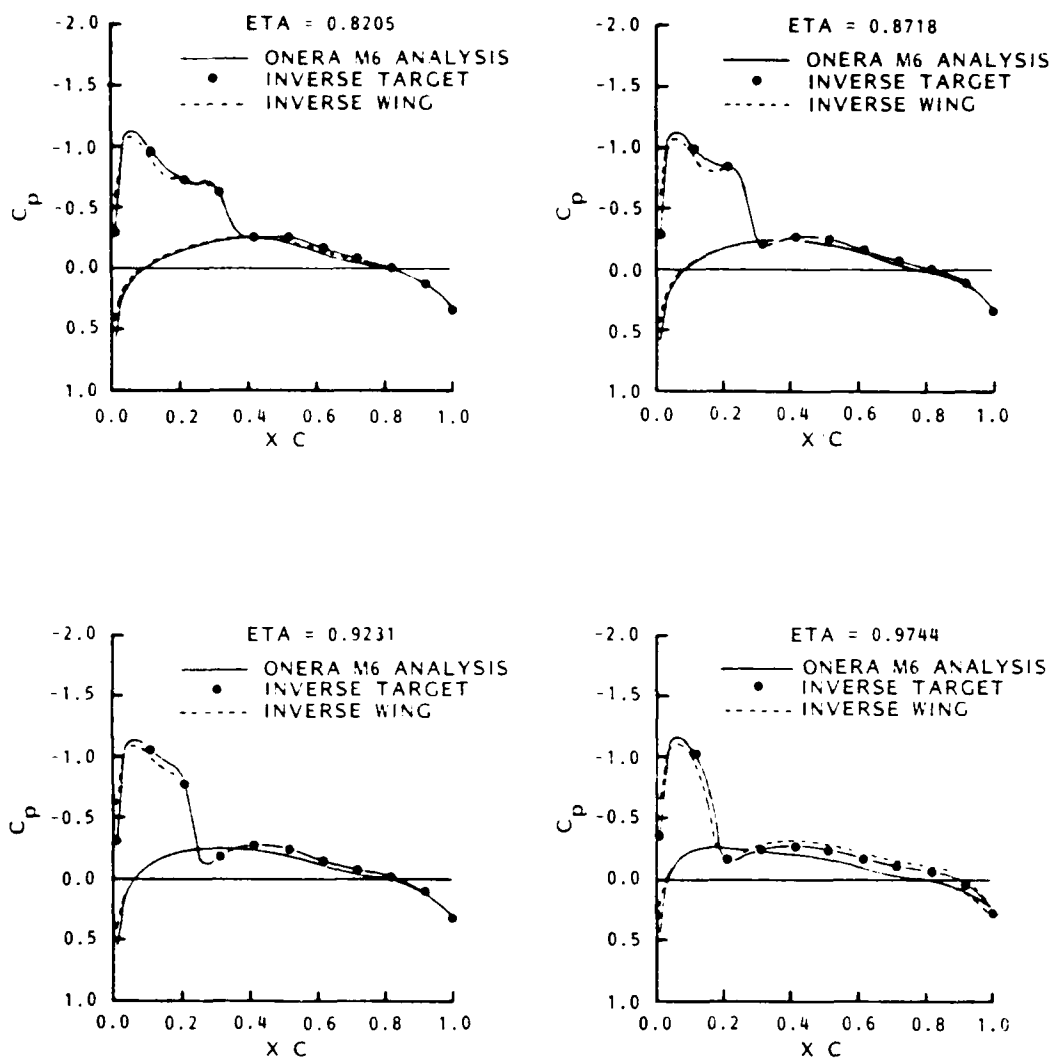 ETA = 0.8205
ONERA M6 ANALYSIS
INVERSE TARGET
INVERSE WING
-2.0
-1.5
-1.0
-0.5
0.0
0.5
1.0
Cp
0.0 0.2 0.4 0.6 0.8 1.0
X C
ETA = 0.8718
ONERA M6 ANALYSIS
INVERSE TARGET
INVERSE WING
-2.0
-1.5
-1.0
-0.5
0.0
0.5
1.0
Cp
0.0 0.2 0.4 0.6 0.8 1.0
X C
ETA = 0.9231
ONERA M6 ANALYSIS
INVERSE TARGET
INVERSE WING
-2.0
-1.5
-1.0
-0.5
0.0
0.5
1.0
Cp
0.0 0.2 0.4 0.6 0.8 1.0
X C
ETA = 0.9744
ONERA M6 ANALYSIS
INVERSE TARGET
INVERSE WING
-2.0
-1.5
-1.0
-0.5
0.0
0.5
1.0
Cp
0.0 0.2 0.4 0.6 0.8 1.0
X C